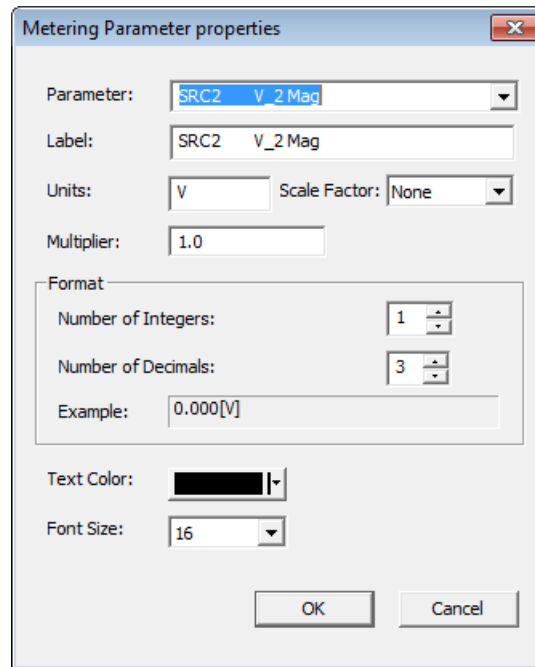 Metering Parameter properties
Parameter: SRC2 V_2 Mag
Label: SRC2 V_2 Mag
Units: V Scale Factor: None
Multiplier: 1.0
Format
Number of Integers: 1
Number of Decimals: 3
Example: 0.000[V]
Text Color:
Font Size: 16
OK Cancel